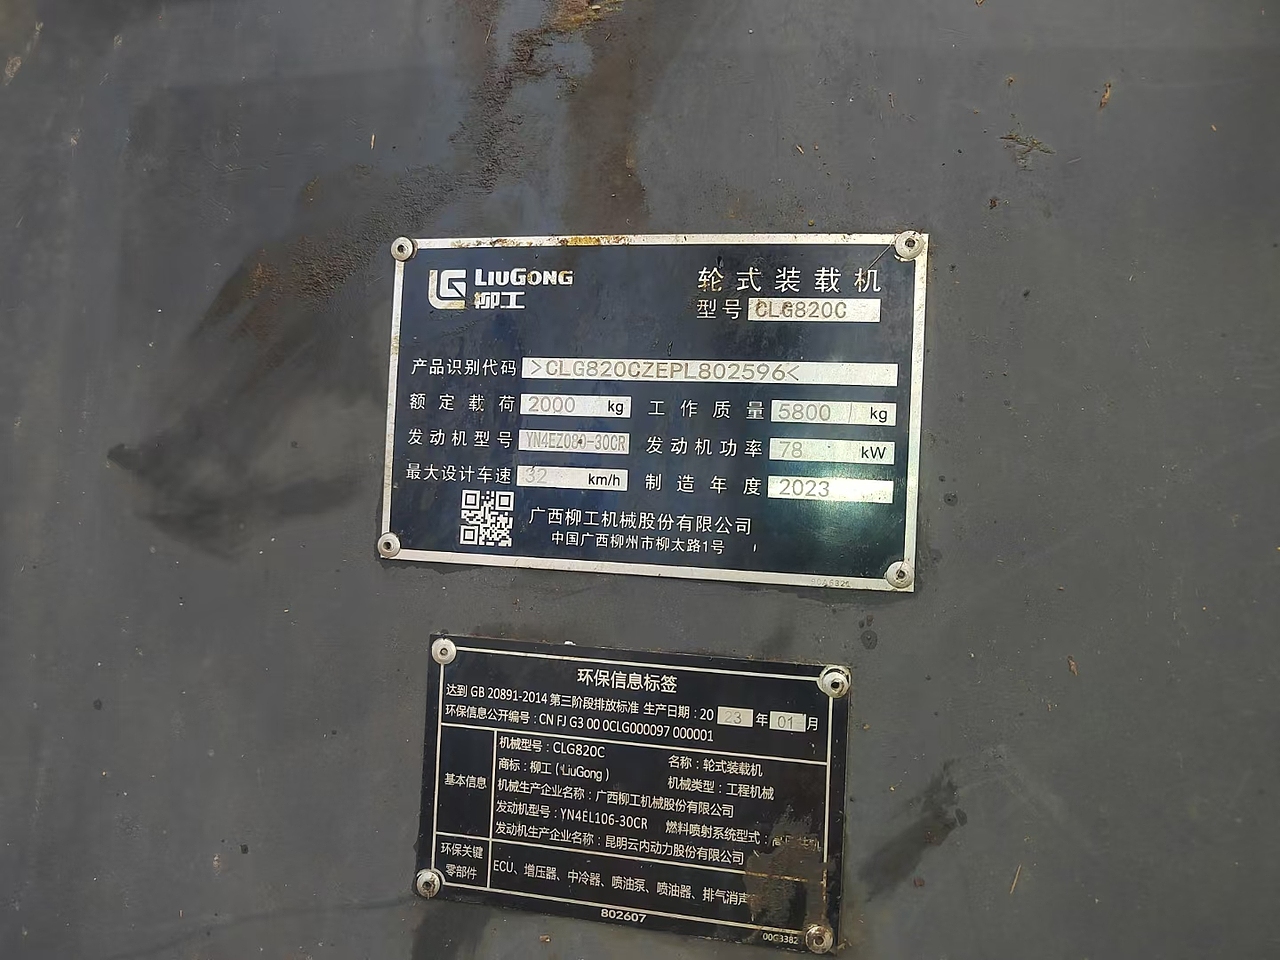 LIUGONG
柳工
轮式装载机
型号 CLG820C
产品识别代码 >CLG820CZEPL802596<
额定载荷 2000 kg 工作质量 5800 kg
发动机型号 YN4EZ080-30CR 发动机功率 78 kW
最大设计车速 32 km/h 制造年度 2023
广西柳工机械股份有限公司
中国广西柳州市柳太路1号
环保信息标签
达到 GB 20891-2014 第三阶段排放标准 生产日期：2023年01月
环保信息公开编号：CN FJ G3 00 0CLG000097 000001
基本信息
机械型号：CLG820C 名称：轮式装载机
商标：柳工（LiuGong） 机械类型：工程机械
机械生产企业名称：广西柳工机械股份有限公司
发动机型号：YN4EL106-30CR 燃料喷射系统型式：
发动机生产企业名称：昆明云内动力股份有限公司
环保关键
零部件
ECU、增压器、中冷器、喷油泵、喷油器、排气消声
802607
00G3382